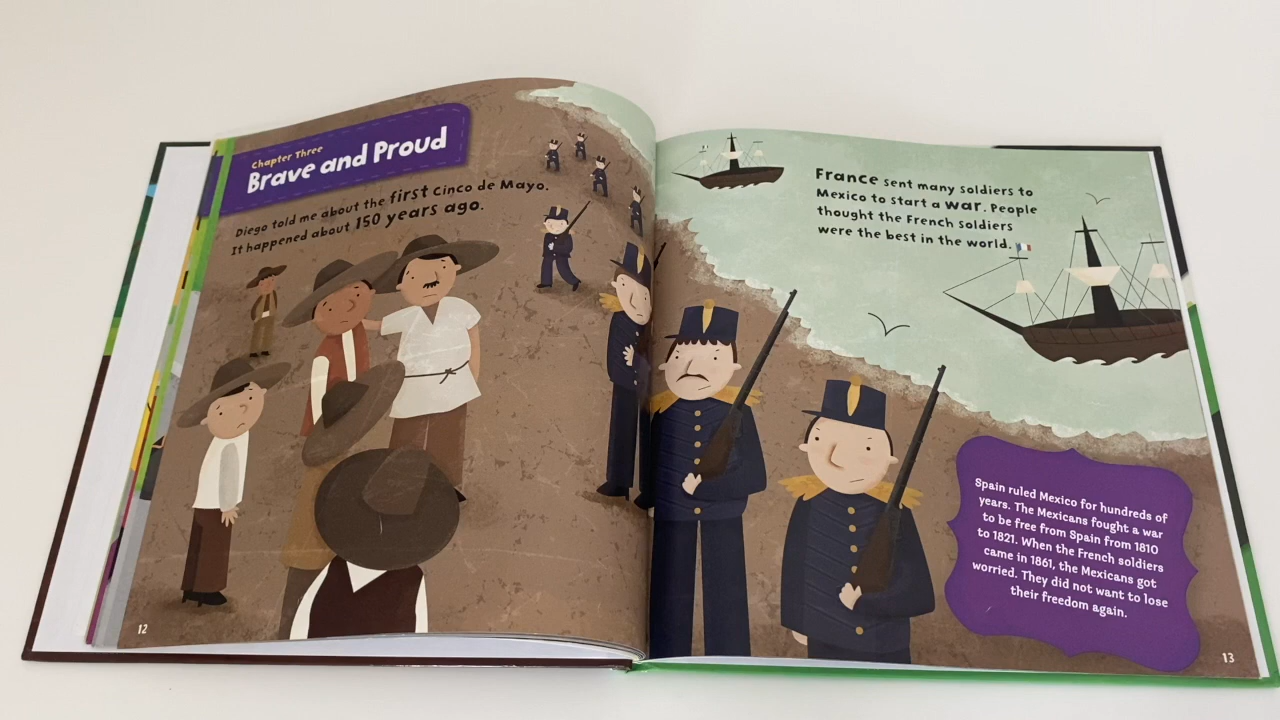 Chapter Three
Brave and Proud
Diego told me about the first Cinco de Mayo.
It happened about 150 years ago.
12
France sent many soldiers to
Mexico to start a war. People
thought the French soldiers
were the best in the world.
Spain ruled Mexico for hundreds of
years. The Mexicans fought a war
to be free from Spain from 1810
to 1821. When the French soldiers
came in 1861, the Mexicans got
worried. They did not want to lose
their freedom again.
13